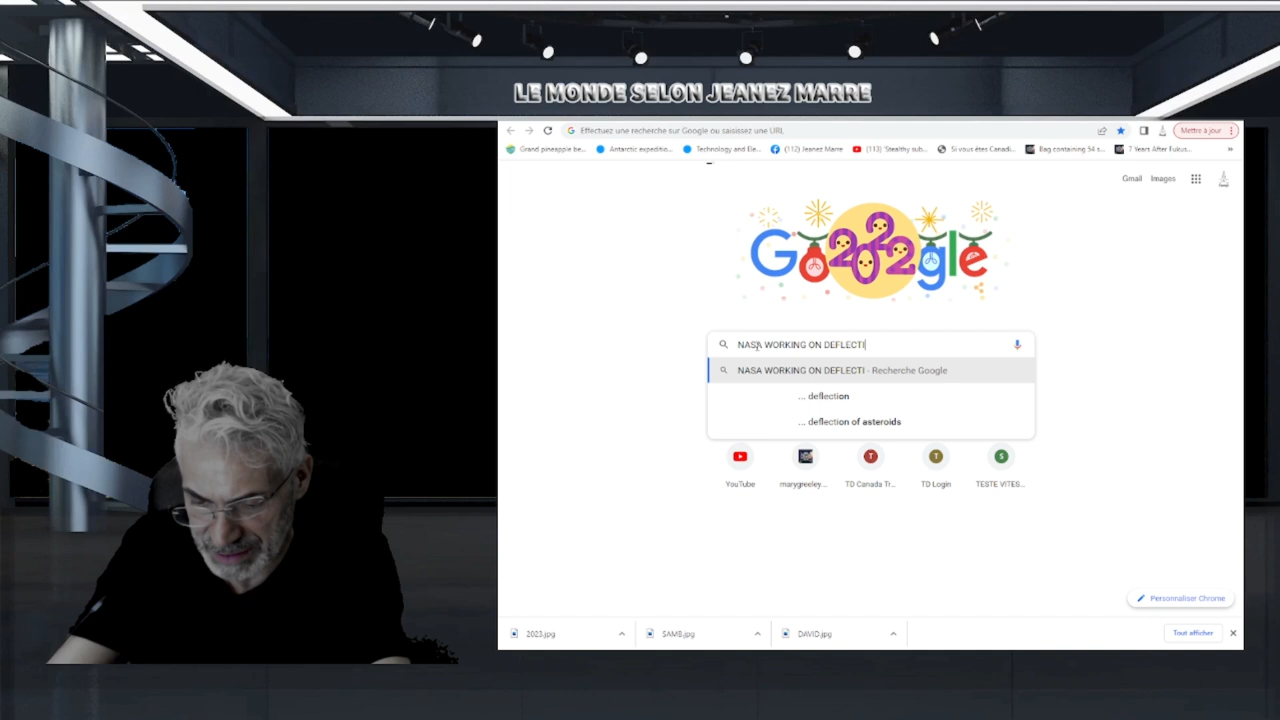 LE MONDE SELON JEANEZ MARRE
Effectuez une recherche sur Google ou saisissez une URL
Mettre à jour
Grand pineapple be...
Antarctic expeditio...
Technology and Ele...
(112) Jeanez Marre
(113) 'Stealthy sub...
Si vous êtes Canadi...
Bag containing 54 s...
7 Years After Fukus...
Gmail
Images
Go2022gle
NASA WORKING ON DEFLECTI
NASA WORKING ON DEFLECTI - Recherche Google
... deflection
... deflection of asteroids
T
T
S
YouTube
marygreeley...
TD Canada Tr...
TD Login
TESTE VITES...
Personnaliser Chrome
2023.jpg
SAMB.jpg
DAVID.jpg
Tout afficher